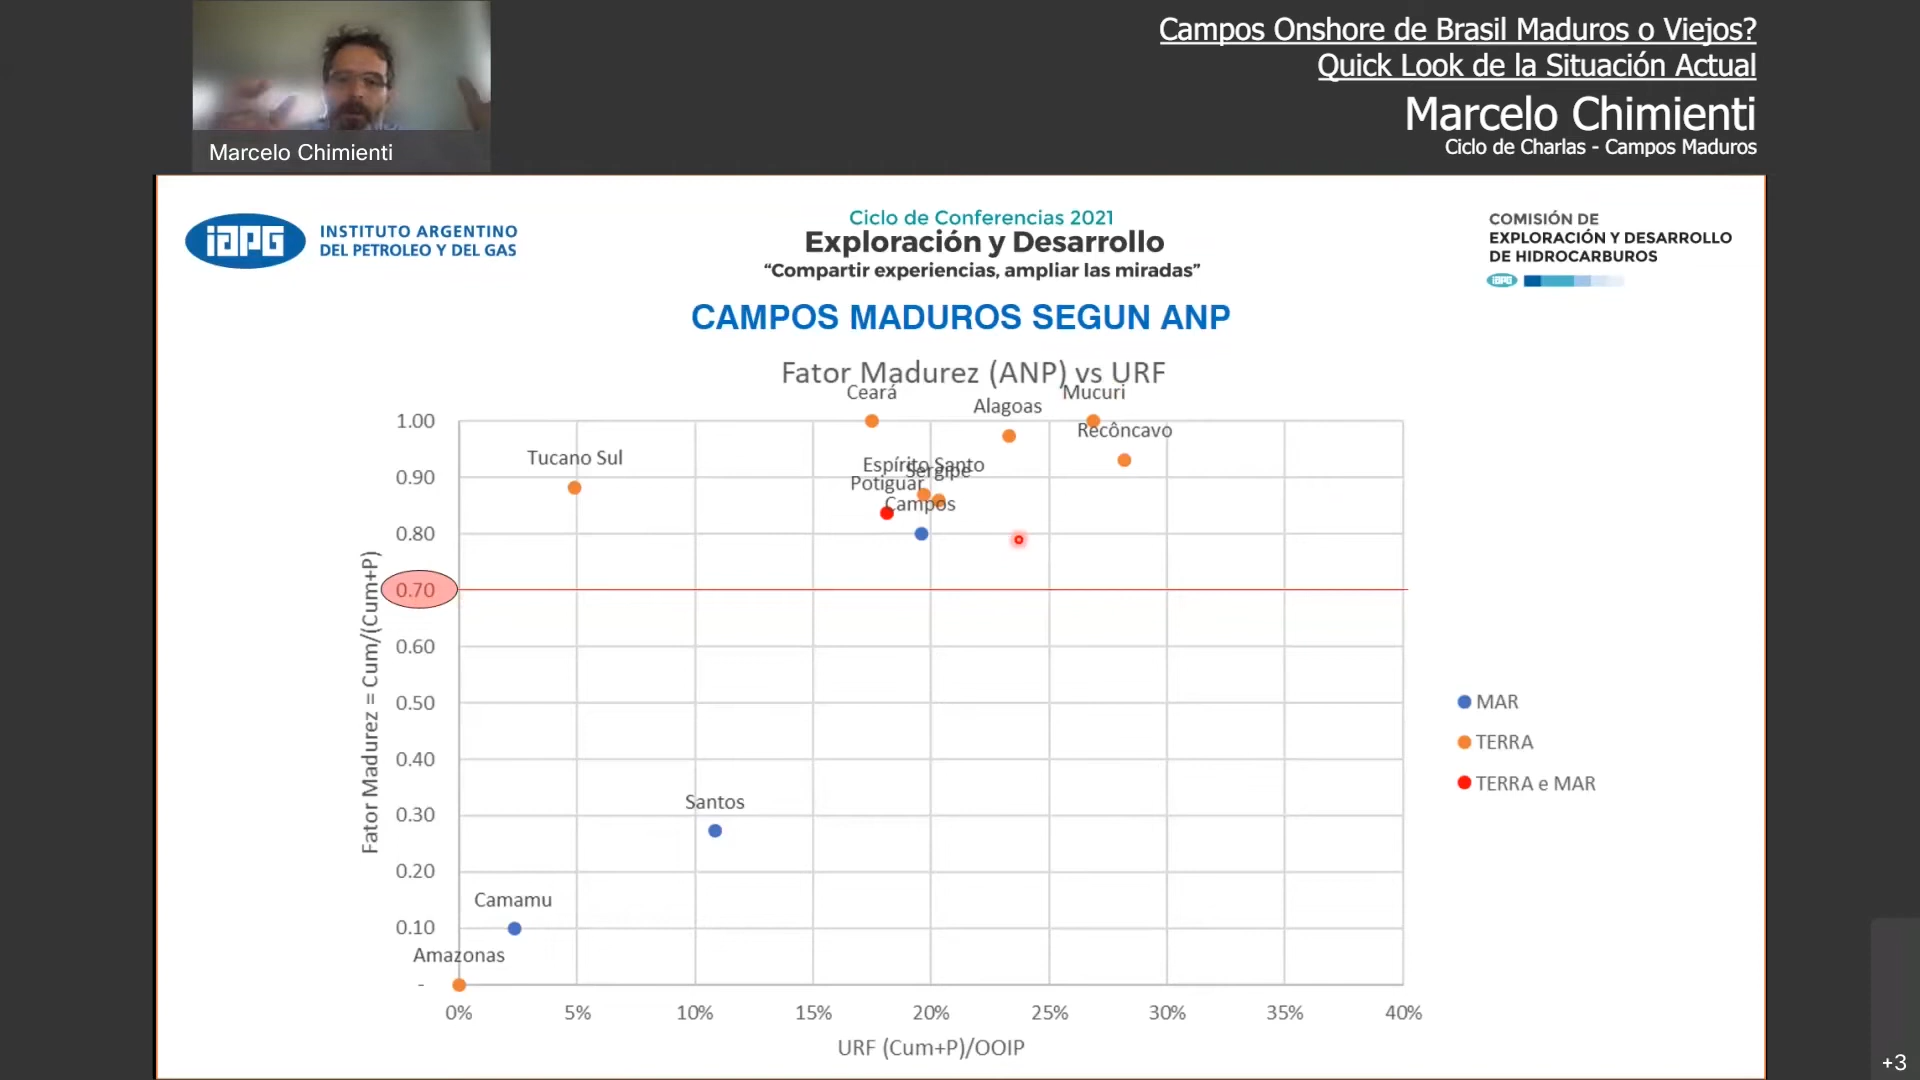 Campos Onshore de Brasil Maduros o Viejos?
Quick Look de la Situación Actual
Marcelo Chimienti
Ciclo de Charlas - Campos Maduros
Marcelo Chimienti
iAPG
INSTITUTO ARGENTINO
DEL PETROLEO Y DEL GAS
Ciclo de Conferencias 2021
Exploración y Desarrollo
“Compartir experiencias, ampliar las miradas”
COMISIÓN DE
EXPLORACIÓN Y DESARROLLO
DE HIDROCARBUROS
iAPG
CAMPOS MADUROS SEGUN ANP
Fator Madurez (ANP) vs URF
Ceará
Mucuri
Alagoas
Recôncavo
Tucano Sul
Espírito Santo
Sergipe
Potiguar
Campos
Santos
Camamu
Amazonas
1.00
0.90
0.80
0.70
0.60
0.50
0.40
0.30
0.20
0.10
-
Fator Madurez = Cum/(Cum+P)
0%
5%
10%
15%
20%
25%
30%
35%
40%
URF (Cum+P)/OOIP
MAR
TERRA
TERRA e MAR
+3